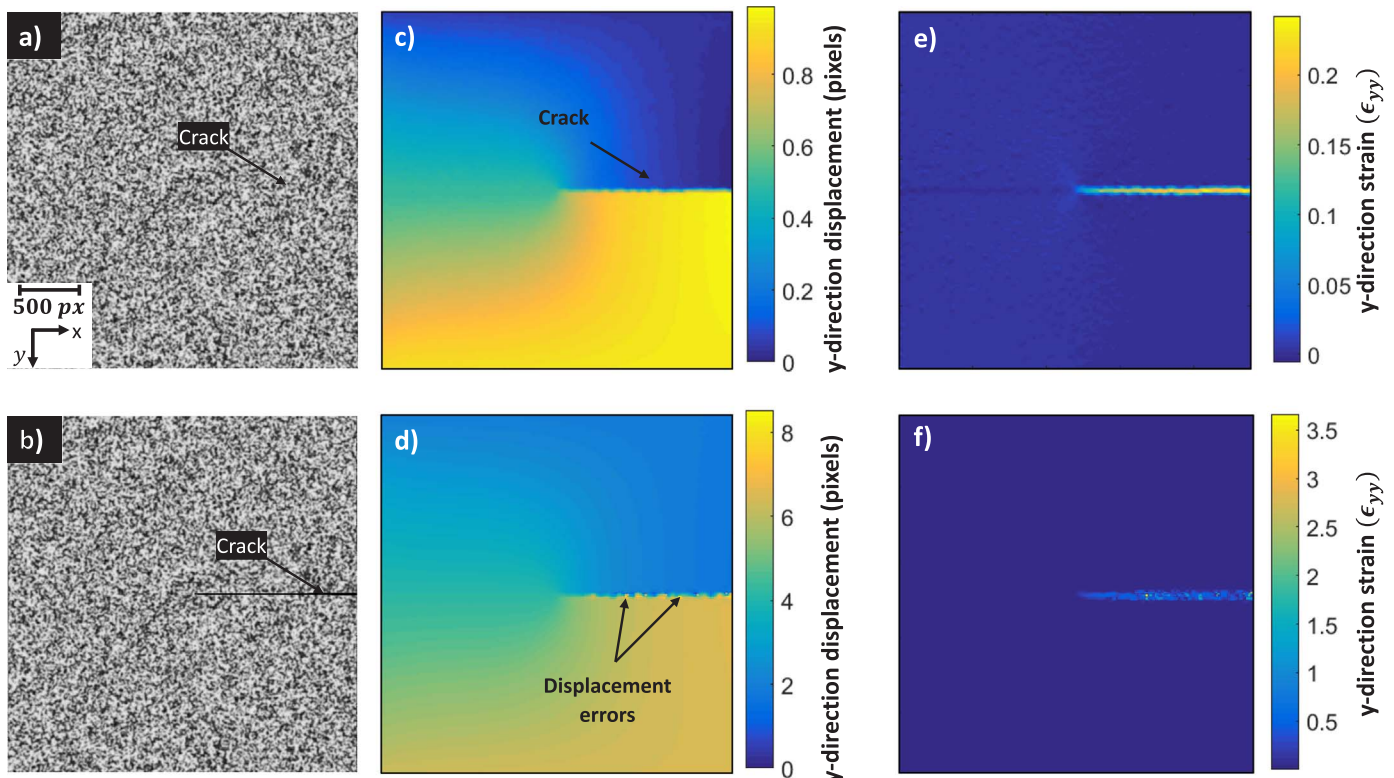 a)
Crack
500 px
x
y
c)
Crack
0.8
0.6
0.4
0.2
0
y-direction displacement (pixels)
e)
0.2
0.15
0.1
0.05
0
y-direction strain (ϵyy)
b)
Crack
d)
Displacement
errors
8
6
4
2
0
y-direction displacement (pixels)
f)
3.5
3
2.5
2
1.5
1
0.5
y-direction strain (ϵyy)